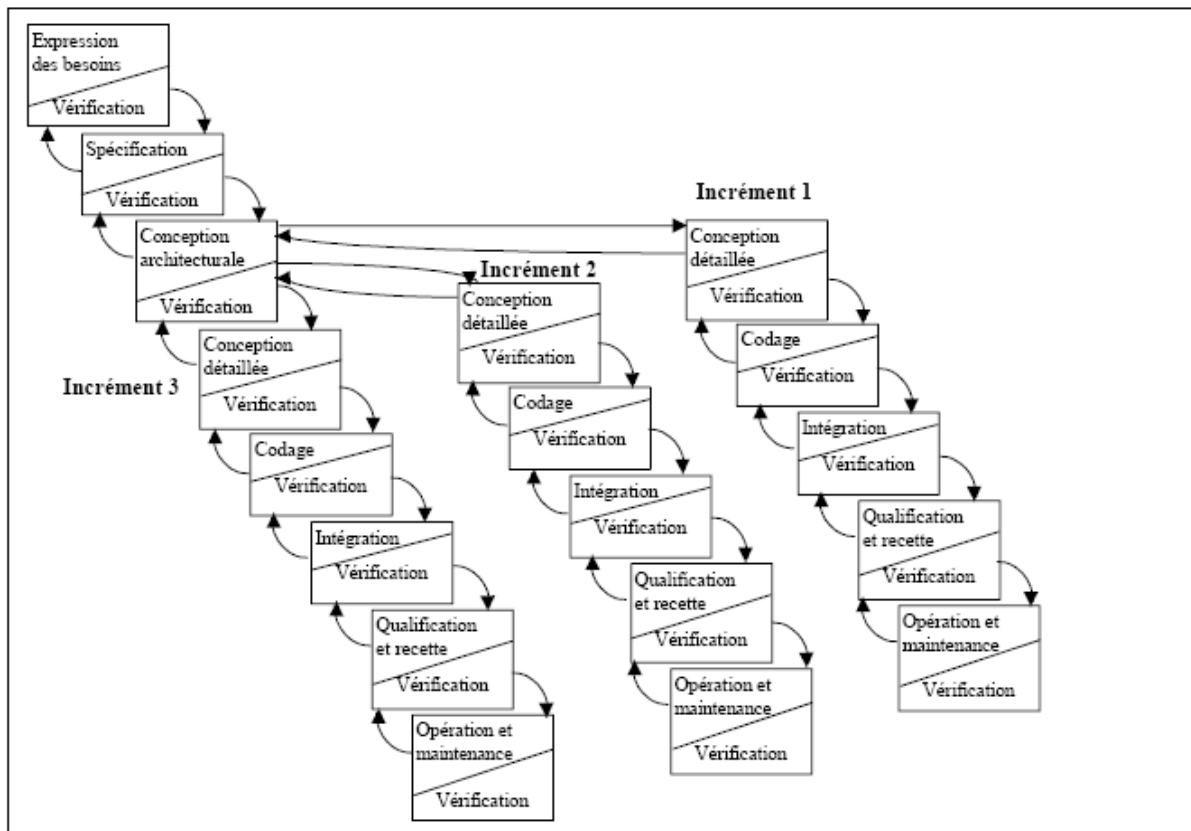 Expression
des besoins
Vérification
Spécification
Vérification
Conception
architecturale
Vérification
Incrément 3
Conception
détaillée
Vérification
Codage
Vérification
Intégration
Vérification
Qualification
et recette
Vérification
Opération et
maintenance
Vérification
Incrément 2
Conception
détaillée
Vérification
Codage
Vérification
Intégration
Vérification
Qualification
et recette
Vérification
Opération et
maintenance
Vérification
Incrément 1
Conception
détaillée
Vérification
Codage
Vérification
Intégration
Vérification
Qualification
et recette
Vérification
Opération et
maintenance
Vérification